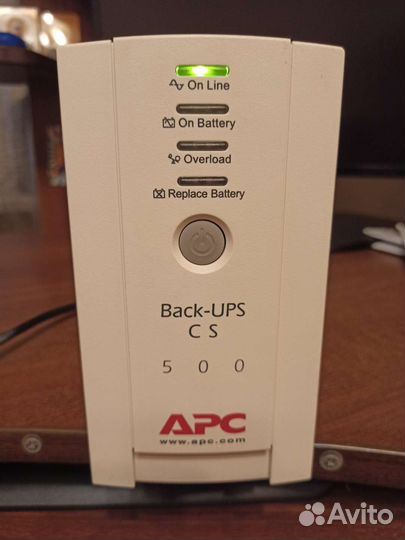 On Line
On Battery
Overload
Replace Battery
Back-UPS
CS
500
APC
www.apc.com
Avito